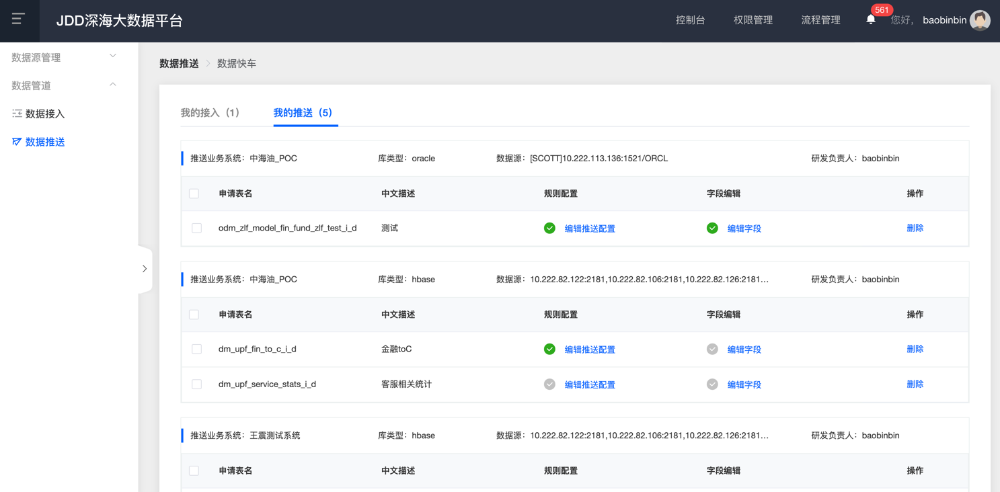 JDD深海大数据平台 控制台 权限管理 流程管理 561 您好， baobinbin
数据源管理
数据管道
数据接入
数据推送
数据推送 数据快车
我的接入（1） 我的推送（5）
推送业务系统：中海油_POC 库类型：oracle 数据源：[SCOTT]10.222.113.136:1521/ORCL 研发负责人：baobinbin
申请表名 中文描述 规则配置 字段编辑 操作
odm_zlf_model_fin_fund_zlf_test_i_d 测试 编辑推送配置 编辑字段 删除
推送业务系统：中海油_POC 库类型：hbase 数据源：10.222.82.122:2181,10.222.82.106:2181,10.222.82.126:2181... 研发负责人：baobinbin
申请表名 中文描述 规则配置 字段编辑 操作
dm_upf_fin_to_c_i_d 金融toC 编辑推送配置 编辑字段 删除
dm_upf_service_stats_i_d 客服相关统计 编辑推送配置 编辑字段 删除
推送业务系统：王震测试系统 库类型：hbase 数据源：10.222.82.122:2181,10.222.82.106:2181,10.222.82.126:2181... 研发负责人：baobinbin
申请表名 中文描述 规则配置 字段编辑 操作